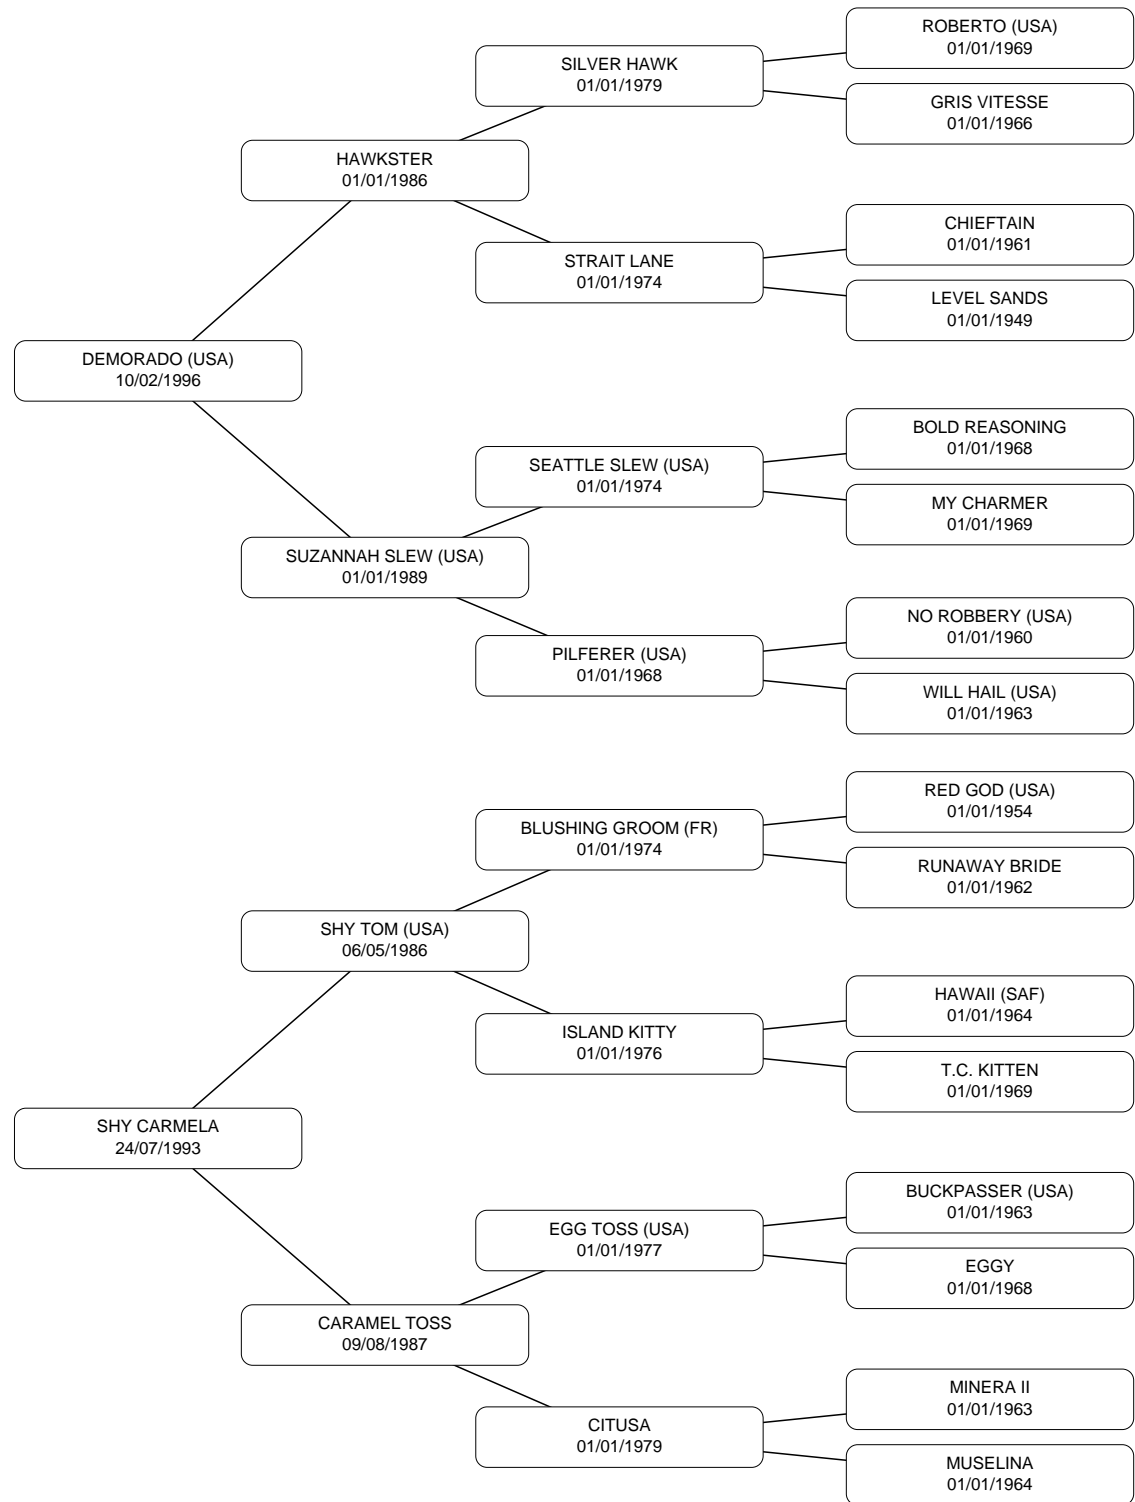 ROBERTO (USA)
01/01/1969
SILVER HAWK
01/01/1979
GRIS VITESSE
01/01/1966
HAWKSTER
01/01/1986
CHIEFTAIN
01/01/1961
STRAIT LANE
01/01/1974
LEVEL SANDS
01/01/1949
DEMORADO (USA)
10/02/1996
BOLD REASONING
01/01/1968
SEATTLE SLEW (USA)
01/01/1974
MY CHARMER
01/01/1969
SUZANNAH SLEW (USA)
01/01/1989
NO ROBBERY (USA)
01/01/1960
PILFERER (USA)
01/01/1968
WILL HAIL (USA)
01/01/1963
RED GOD (USA)
01/01/1954
BLUSHING GROOM (FR)
01/01/1974
RUNAWAY BRIDE
01/01/1962
SHY TOM (USA)
06/05/1986
HAWAII (SAF)
01/01/1964
ISLAND KITTY
01/01/1976
T.C. KITTEN
01/01/1969
SHY CARMELA
24/07/1993
BUCKPASSER (USA)
01/01/1963
EGG TOSS (USA)
01/01/1977
EGGY
01/01/1968
CARAMEL TOSS
09/08/1987
MINERA II
01/01/1963
CITUSA
01/01/1979
MUSELINA
01/01/1964